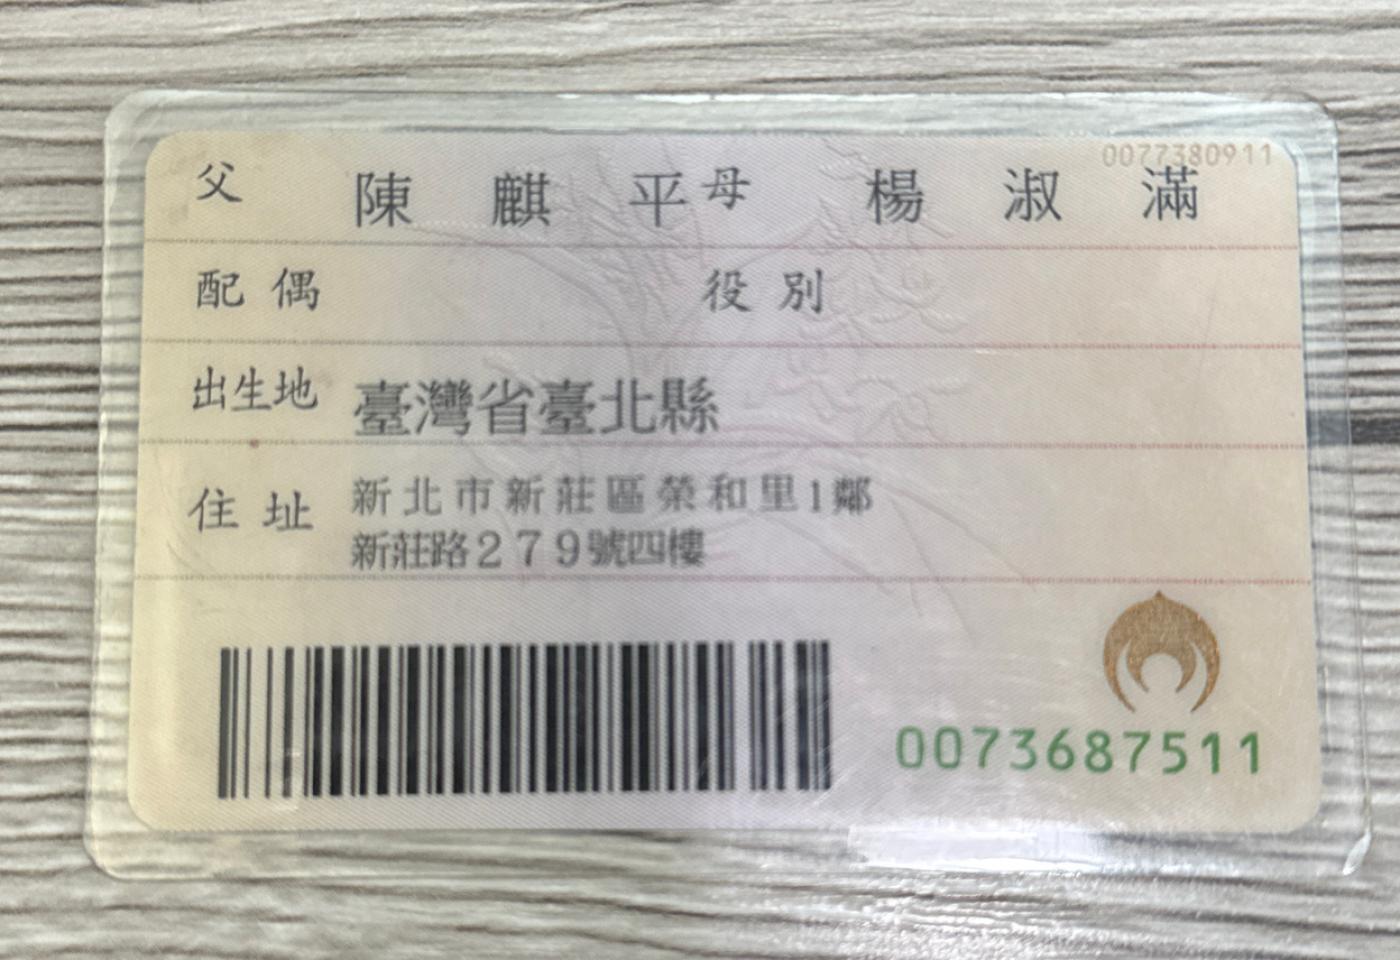 0077380911
父 陳麒平 母 楊淑滿
配偶 役別
出生地 臺灣省臺北縣
住址 新北市新莊區榮和里1鄰
新莊路279號四樓
0073687511